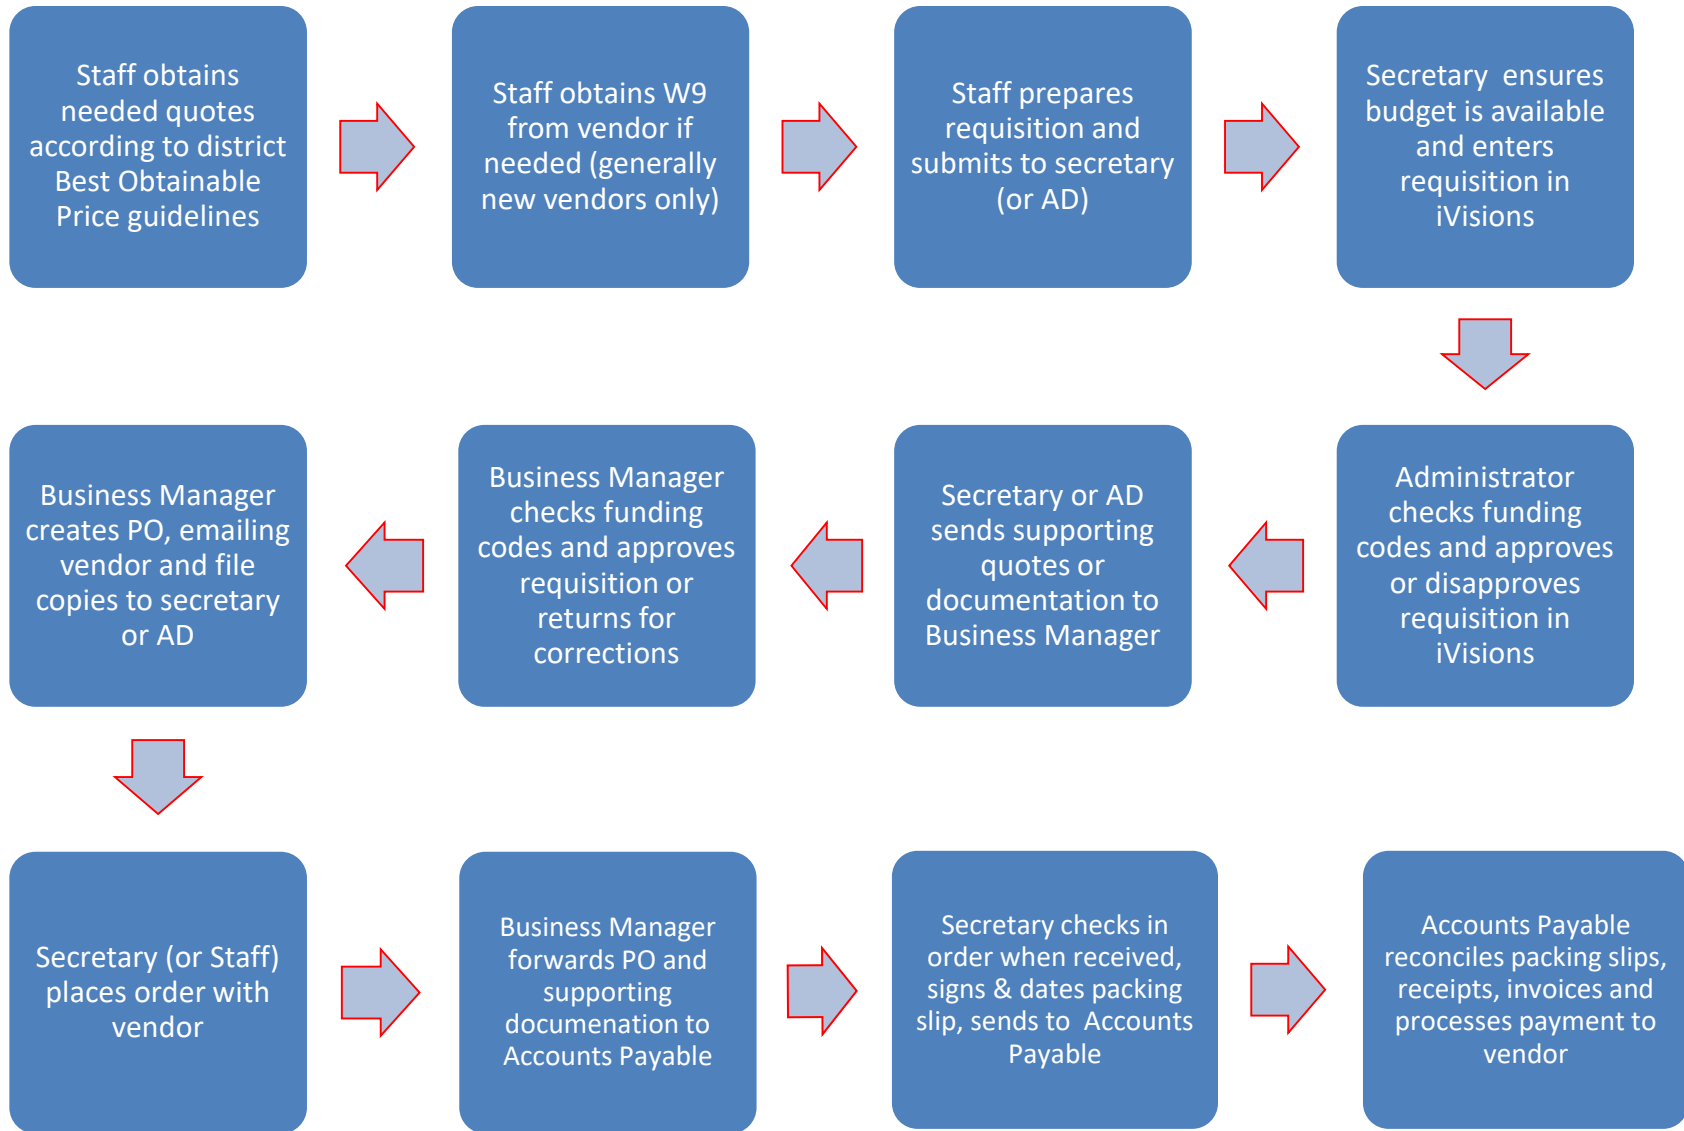 Staff obtains
needed quotes
according to district
Best Obtainable
Price guidelines
Staff obtains W9
from vendor if
needed (generally
new vendors only)
Staff prepares
requisition and
submits to secretary
(or AD)
Secretary  ensures
budget is available
and enters
requisition in
iVisions
Administrator
checks funding
codes and approves
or disapproves
requisition in
iVisions
Secretary or AD
sends supporting
quotes or
documentation to
Business Manager
Business Manager
checks funding
codes and approves
requisition or
returns for
corrections
Business Manager
creates PO, emailing
vendor and file
copies to secretary
or AD
Secretary (or Staff)
places order with
vendor
Business Manager
forwards PO and
supporting
documenation to
Accounts Payable
Secretary checks in
order when received,
signs & dates packing
slip, sends to  Accounts
Payable
Accounts Payable
reconciles packing slips,
receipts, invoices and
processes payment to
vendor